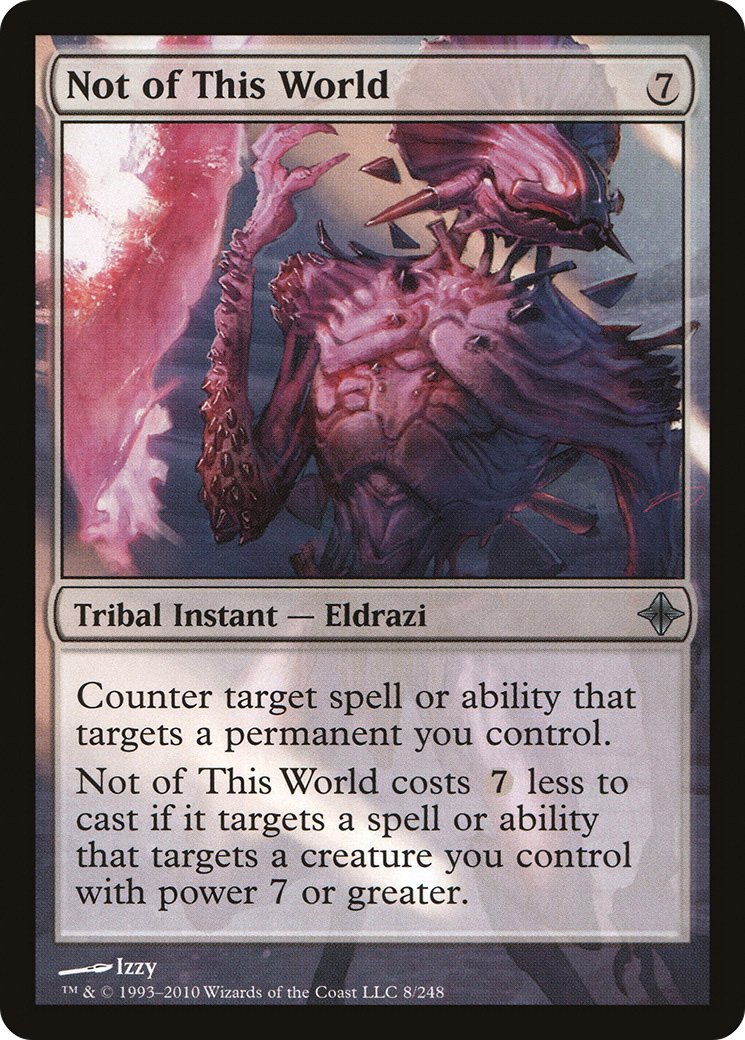 Not of This World 7
Tribal Instant — Eldrazi
Counter target spell or ability that
targets a permanent you control.
Not of This World costs 7 less to
cast if it targets a spell or ability
that targets a creature you control
with power 7 or greater.
Izzy
™ & © 1993–2010 Wizards of the Coast LLC 8/248